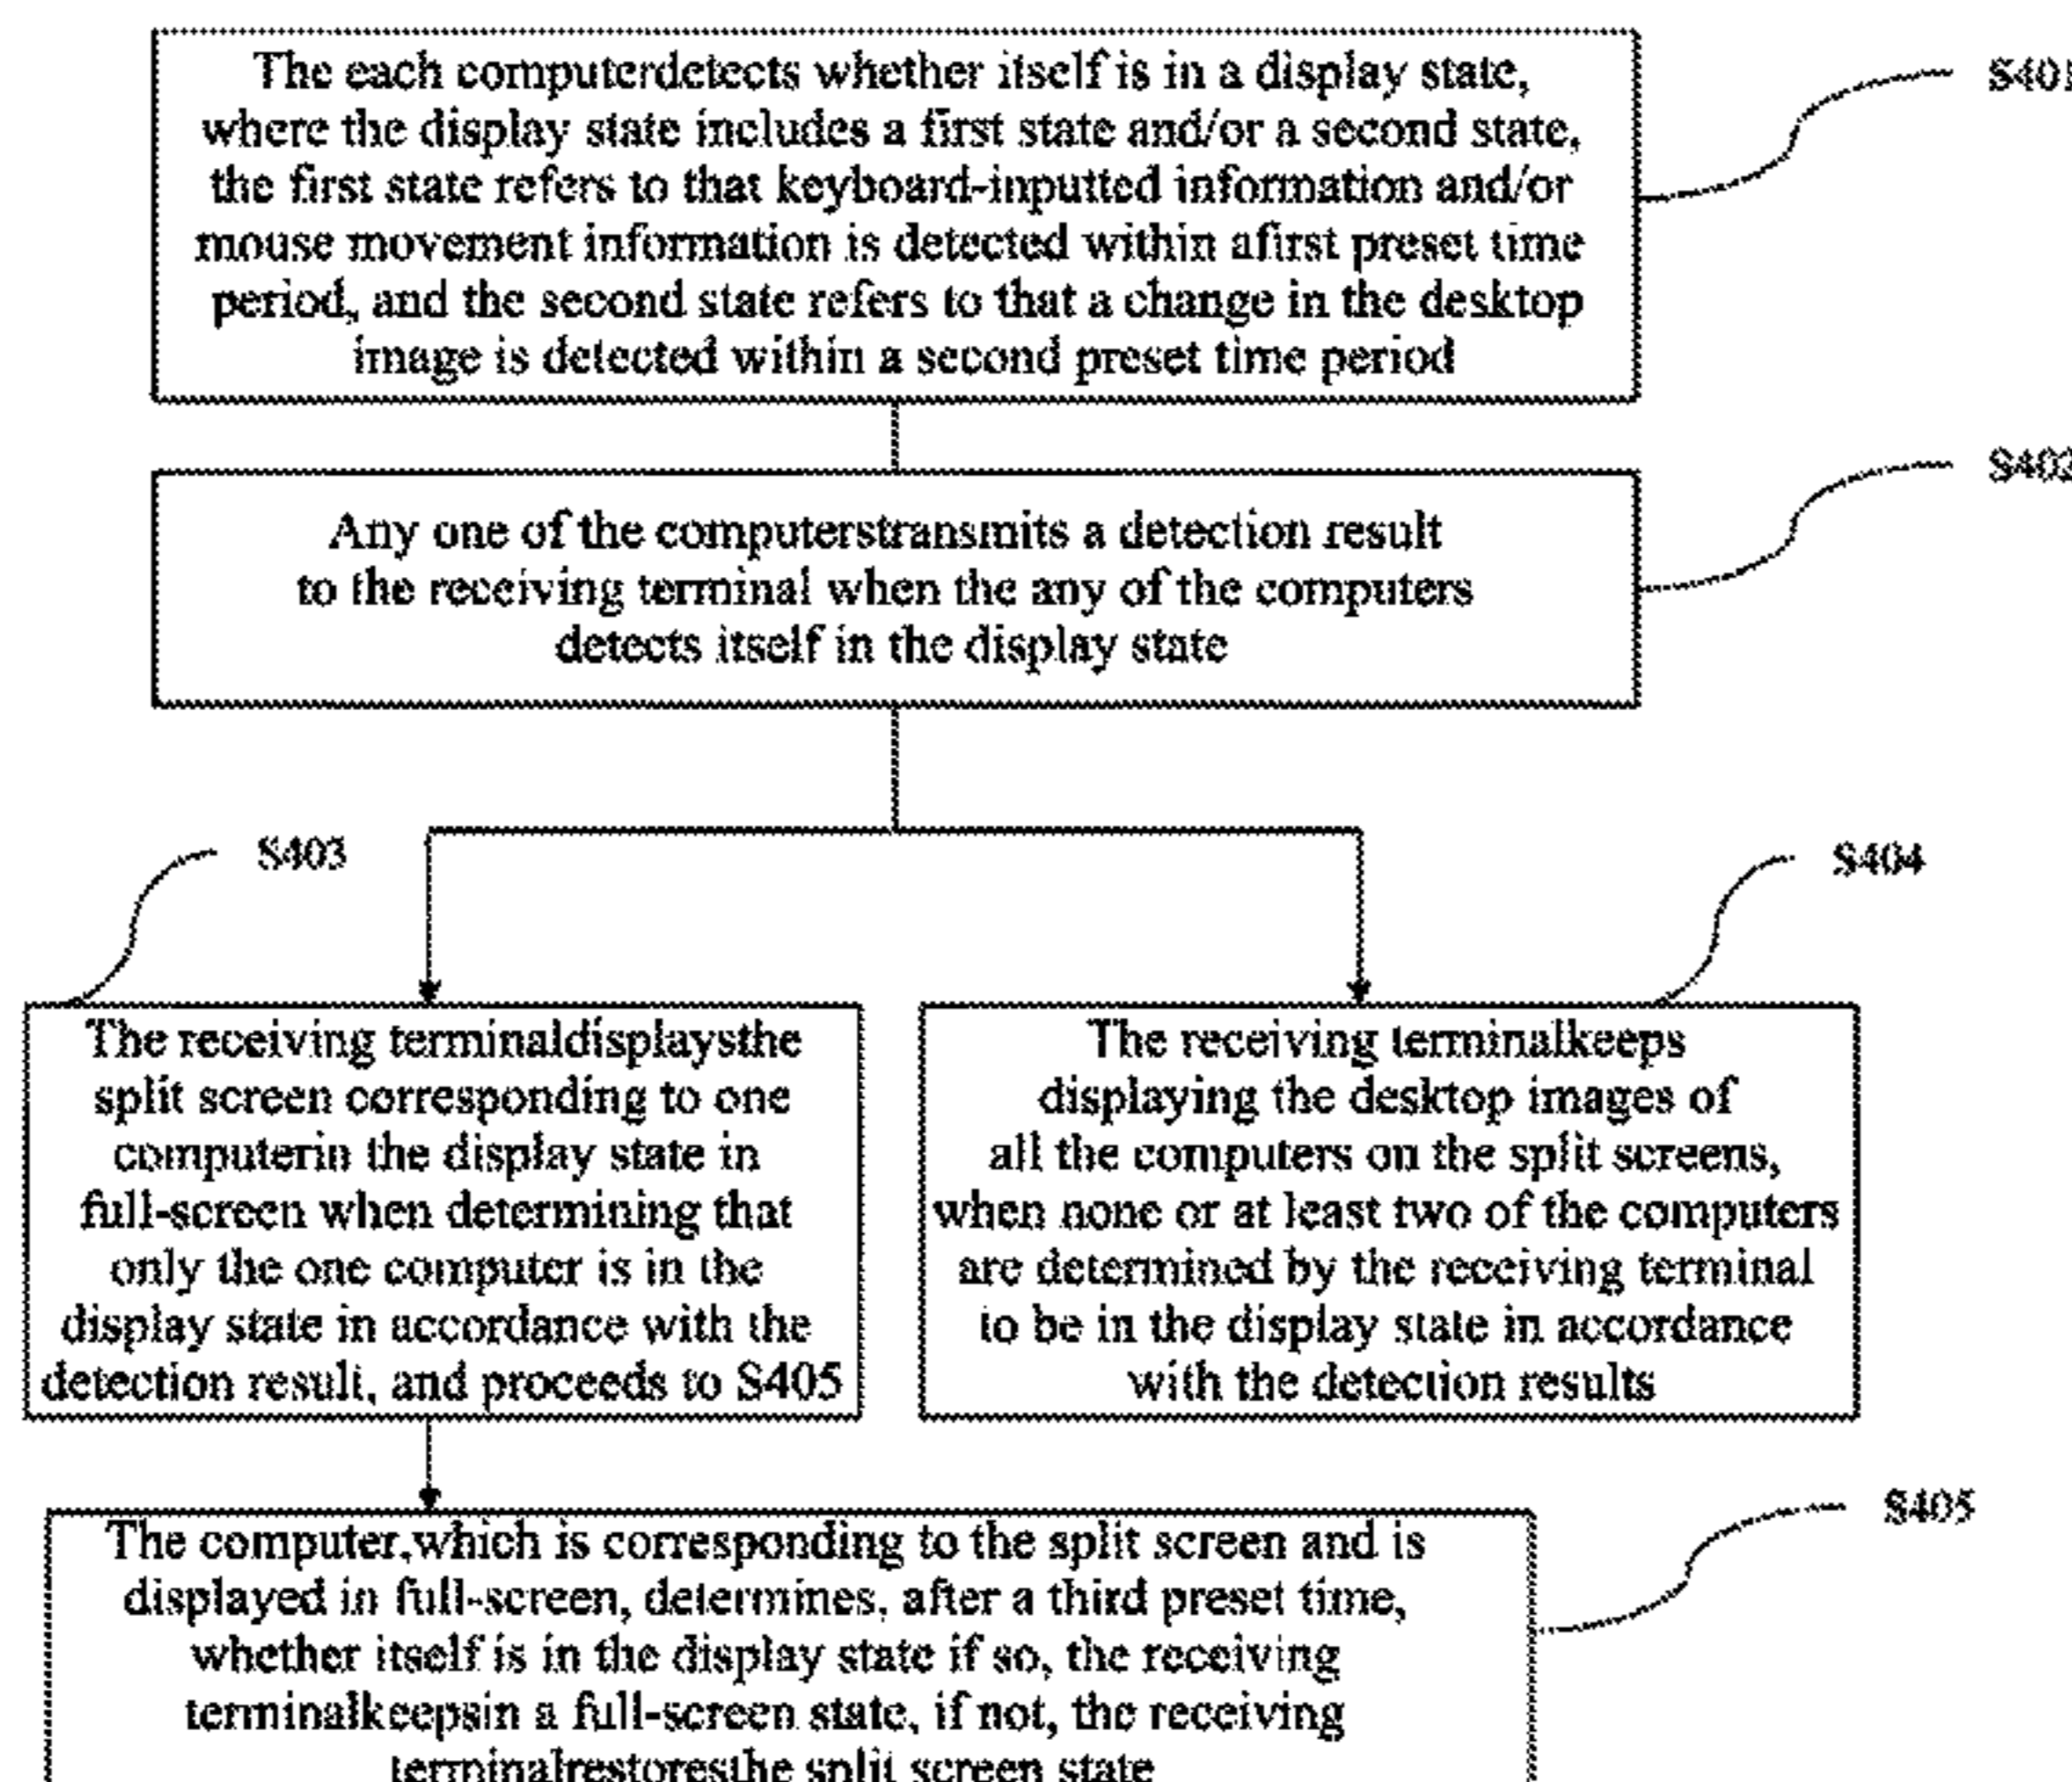 The each computerdetects whether itself is in a display state,
where the display state includes a first state and/or a second state,
the first state refers to that keyboard-inputted information and/or
mouse movement information is detected within afirst preset time
period, and the second state refers to that a change in the desktop
image is detected within a second preset time period
S401
Any one of the computerstransmits a detection result
to the receiving terminal when the any of the computers
detects itself in the display state
S402
S403
S404
The receiving terminaldisplaysthe
split screen corresponding to one
computerin the display state in
full-screen when determining that
only the one computer is in the
display state in accordance with the
detection result, and proceeds to S405
The receiving terminalkeeps
displaying the desktop images of
all the computers on the split screens,
when none or at least two of the computers
are determined by the receiving terminal
to be in the display state in accordance
with the detection results
S405
The computer,which is corresponding to the split screen and is
displayed in full-screen, determines, after a third preset time,
whether itself is in the display state if so, the receiving
terminalkeepsin a full-screen state, if not, the receiving
terminalrestoresthe split screen state